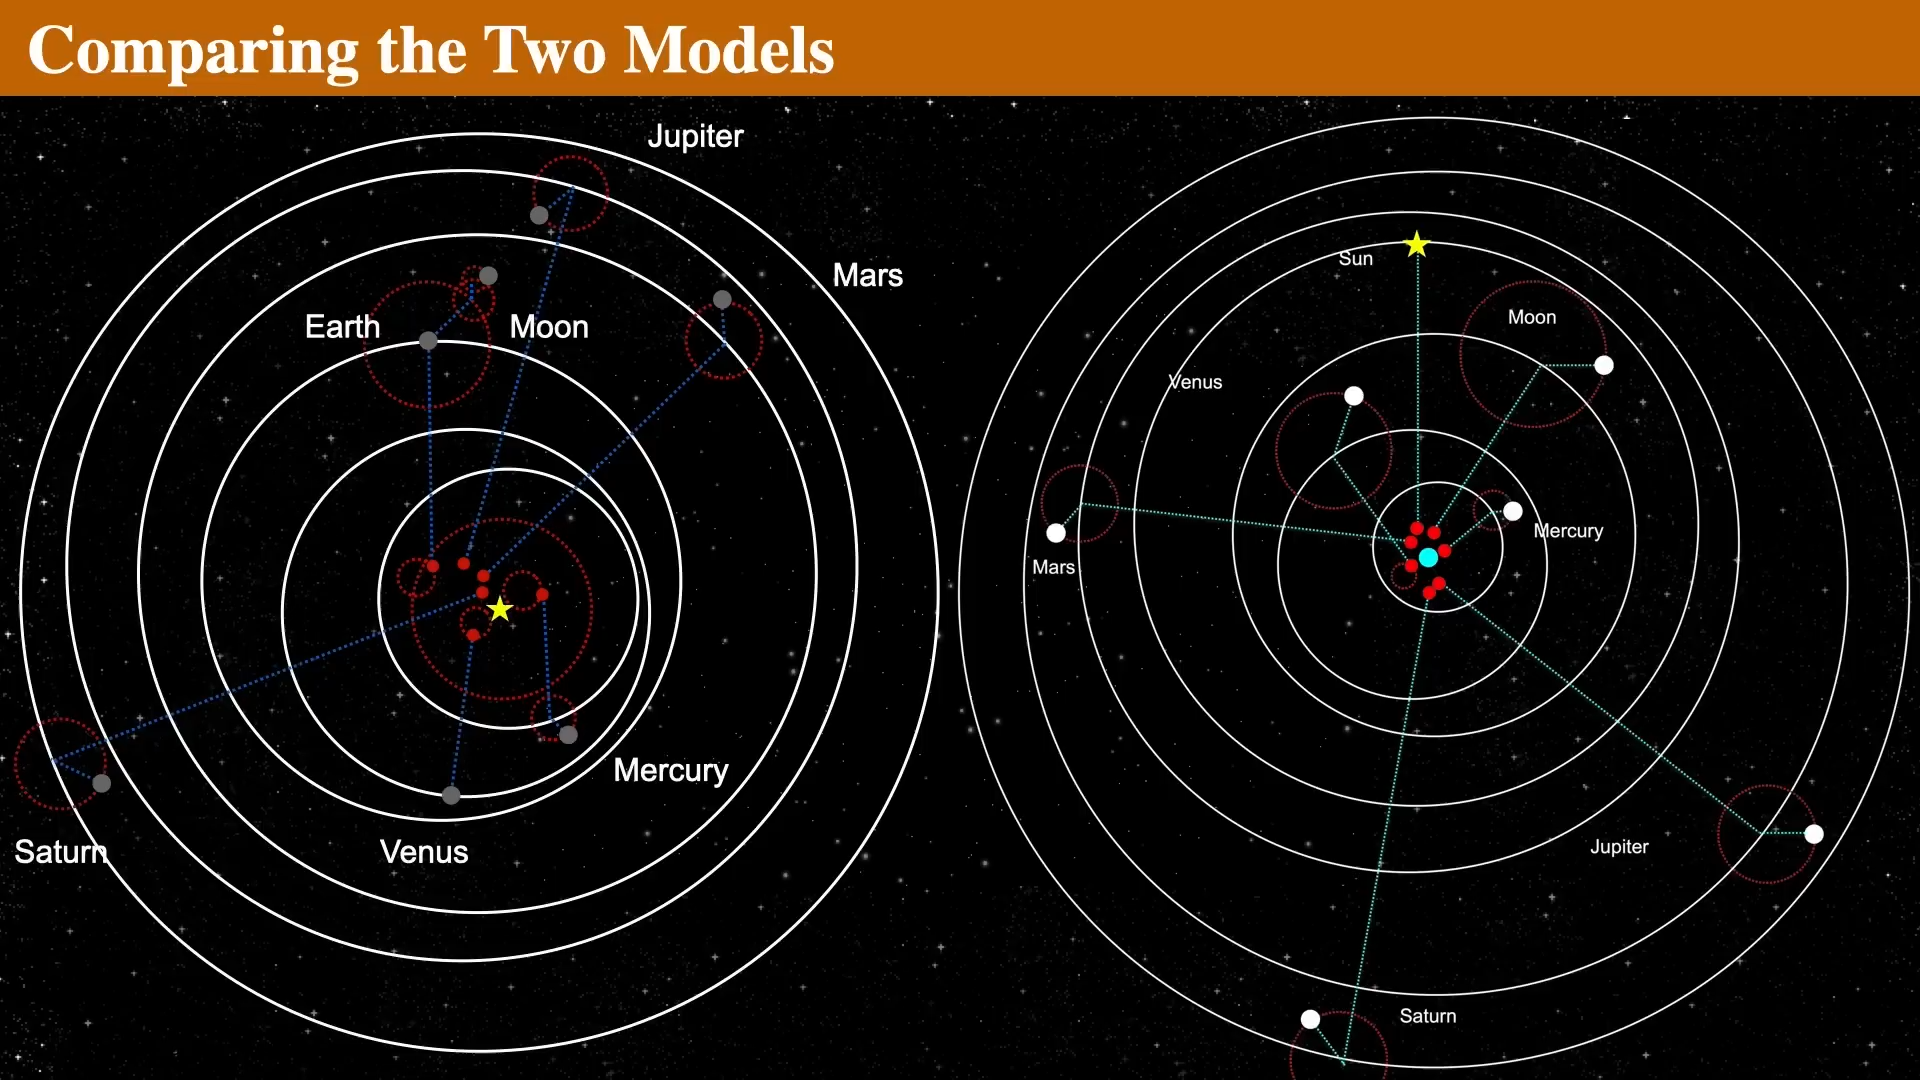 Comparing the Two Models
Jupiter
Mars
Earth
Moon
Mercury
Venus
Saturn
Sun
Moon
Venus
Mercury
Mars
Jupiter
Saturn